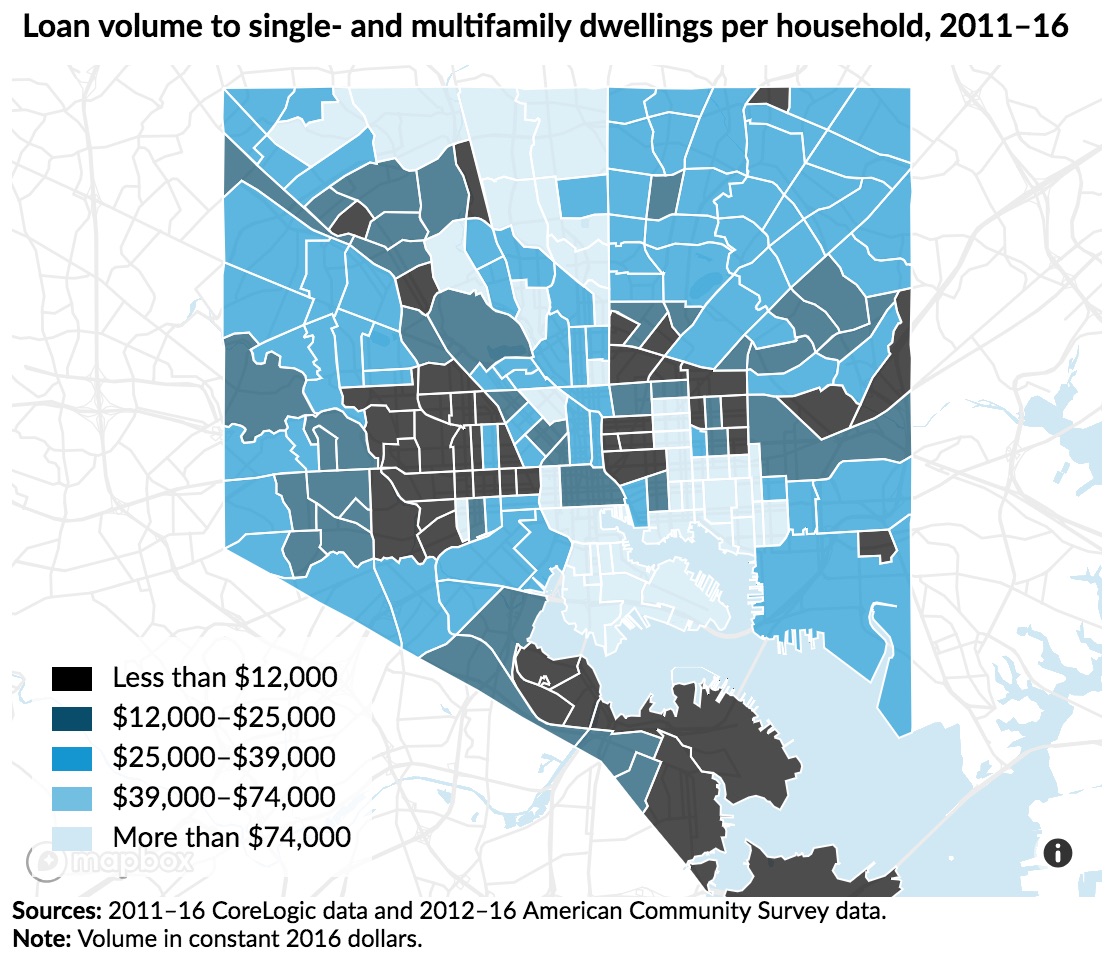 Loan volume to single- and multifamily dwellings per household, 2011–16
Less than $12,000
$12,000–$25,000
$25,000–$39,000
$39,000–$74,000
More than $74,000
mapbox
Sources: 2011–16 CoreLogic data and 2012–16 American Community Survey data.
Note: Volume in constant 2016 dollars.